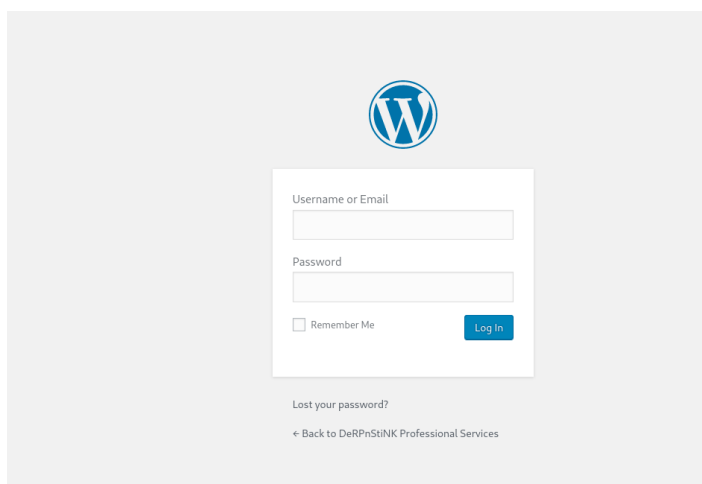 Username or Email
Password
Remember Me
Log In
Lost your password?
← Back to DeRPnStiNK Professional Services